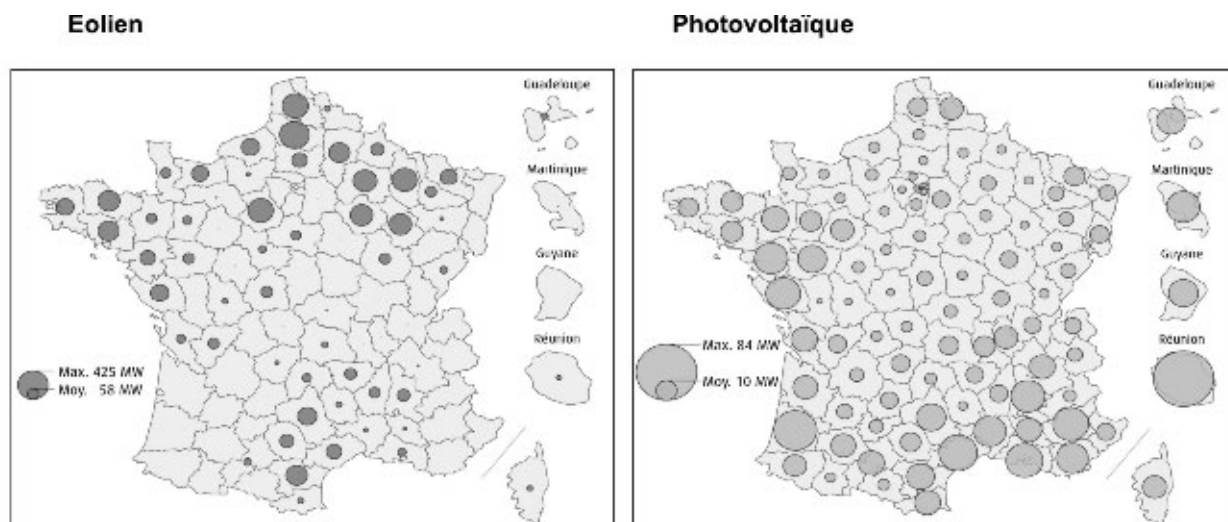 Eolien
Photovoltaïque
Guadeloupe
Martinique
Guyane
Réunion
Max. 425 MW
Moy. 58 MW
Guadeloupe
Martinique
Guyane
Réunion
Max. 84 MW
Moy. 10 MW